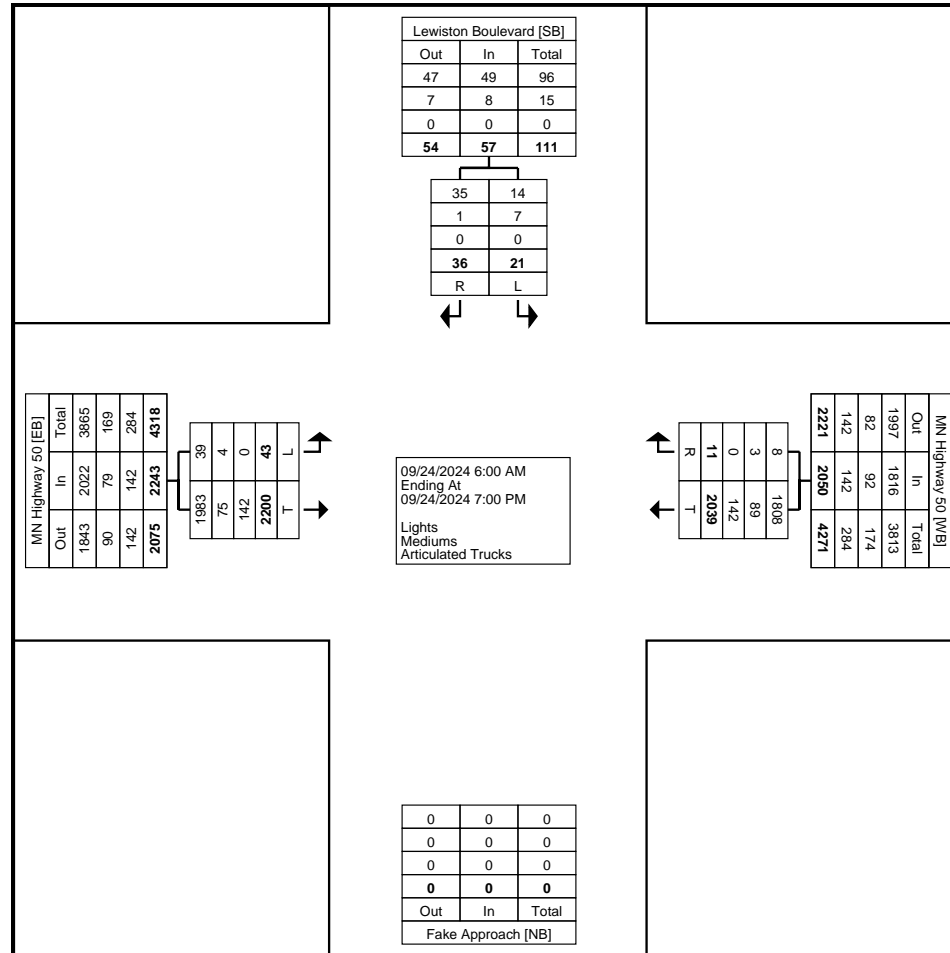 Lewiston Boulevard [SB]
Out In Total
47 49 96
7 8 15
0 0 0
54 57 111
35 14
1 7
0 0
36 21
R L
MN Highway 50 [EB]
Total In Out
3865 2022 1843
169 79 90
284 142 142
4318 2243 2075
39 1983
4 75
0 142
43 2200
L T
09/24/2024 6:00 AM
Ending At
09/24/2024 7:00 PM
Lights
Mediums
Articulated Trucks
R T
11 2039
0 142
3 89
8 1808
MN Highway 50 [WB]
Out In Total
1997 1816 3813
82 92 174
142 142 284
2221 2050 4271
0 0 0
0 0 0
0 0 0
0 0 0
Out In Total
Fake Approach [NB]